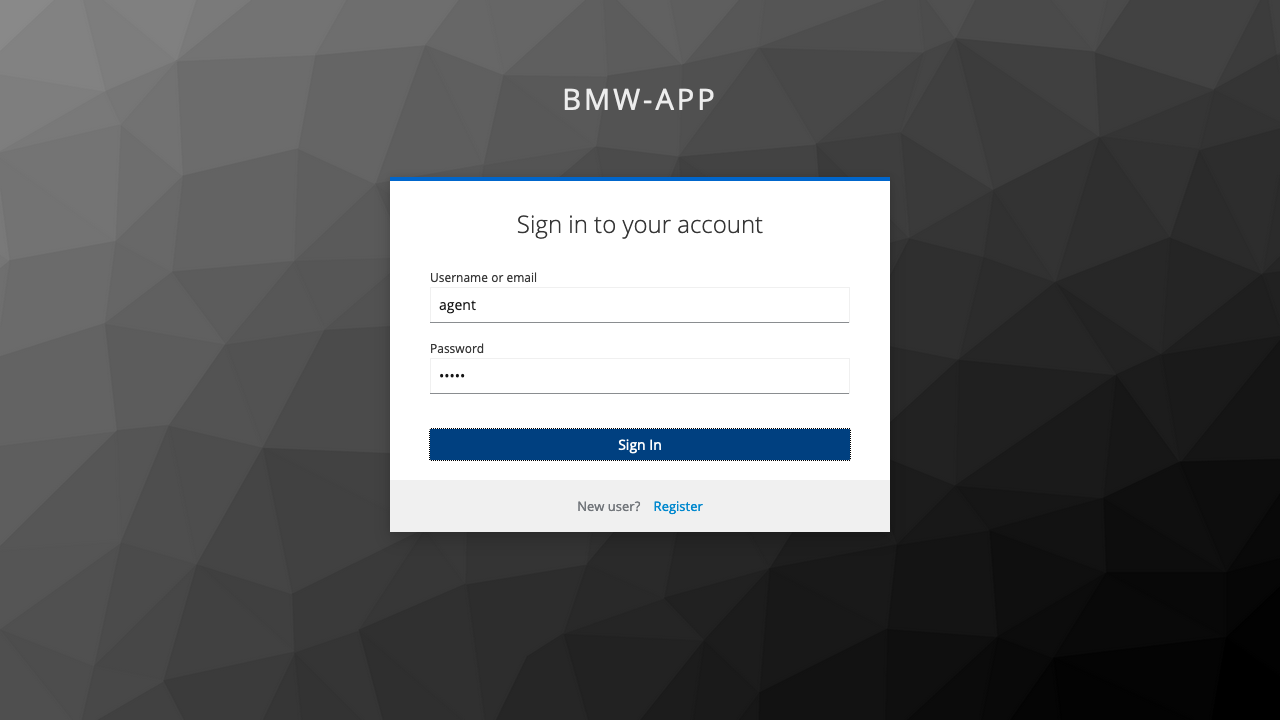 BMW-APP
Sign in to your account
Username or email
agent
Password
•••••
Sign In
New user? Register